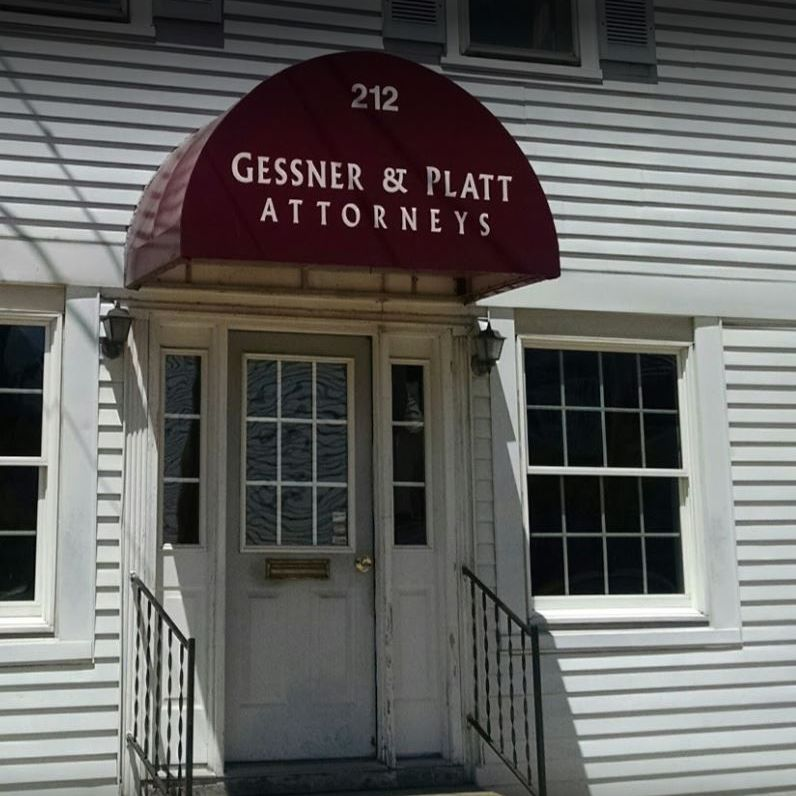 212
GESSNER & PLATT
ATTORNEYS